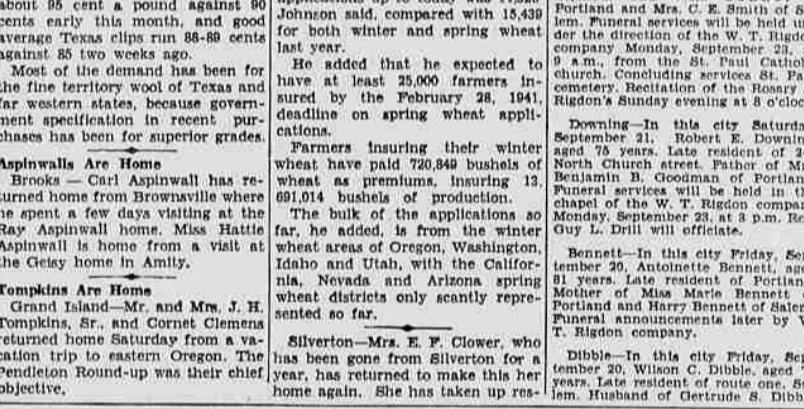 about 95 cent a pound against 90
cents early this month, and good
average Texas clips run 88-89 cents
against 85 two weeks ago.
Most of the demand has been for
the fine territory wool of Texas and
far western states, because govern-
ment specification in recent pur-
chases has been for superior grades.
Aspinwalls Are Home
Brooks — Carl Aspinwall has re-
turned home from Brownsville where
he spent a few days visiting at the
Ray Aspinwall home. Miss Hattie
Aspinwall is home from a visit at
the Geisy home in Amity.
Tompkins Are Home
Grand Island—Mr. and Mrs. J. H.
Tompkins, Sr., and Cornet Clemens
returned home Saturday from a va-
cation trip to eastern Oregon. The
Pendleton Round-up was their chief
objective.
Johnson said, compared with 15,439
for both winter and spring wheat
last year.
He added that he expected to
have at least 25,000 farmers in-
sured by the February 28, 1941,
deadline on spring wheat appli-
cations.
Farmers insuring their winter
wheat have paid 720,849 bushels of
wheat as premiums, insuring 13,
691,014 bushels of production.
The bulk of the applications so
far, he added, is from the winter
wheat areas of Oregon, Washington,
Idaho and Utah, with the Califor-
nia, Nevada and Arizona spring
wheat districts only scantly repre-
sented so far.
Silverton—Mrs. E. F. Clower, who
has been gone from Silverton for a
year, has returned to make this her
home again. She has taken up res-
Portland and Mrs. C. E. Smith of S
lem. Funeral services will be held u
der the direction of the W. T. Rigdo
company Monday, September 23,
9 a.m., from the St. Paul Cathol
church. Concluding services St. Pa
cemetery. Recitation of the Rosary
Rigdon's Sunday evening at 8 o'cloc
Downing—In this city Saturda
September 21, Robert E. Downin
aged 75 years. Late resident of 2
North Church street. Father of M
Benjamin B. Goodman of Portlan
Funeral services will be held in t
chapel of the W. T. Rigdon compa
Monday, September 23, at 3 p.m. Re
Guy L. Drill will officiate.
Bennett—In this city Friday, Se
tember 20, Antoinette Bennett, age
81 years. Late resident of Portlan
Mother of Miss Marie Bennett
Portland and Harry Bennett of Saler
Funeral announcements later by W
T. Rigdon company.
Dibble—In this city Friday, Se
tember 20, Wilson C. Dibble, aged
years. Late resident of route one, S
lem. Husband of Gertrude S. Dibb